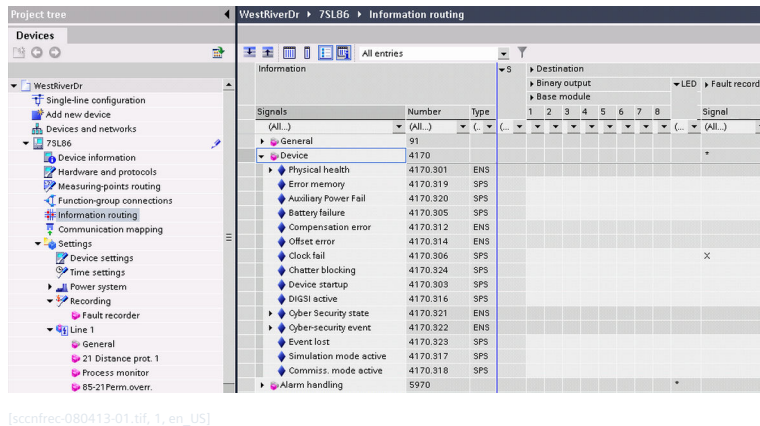 Project tree
WestRiverDr 7SL86 Information routing
Devices
All entries
Information S Destination
Binary output LED Fault record
Base module
Signals Number Type 1 2 3 4 5 6 7 8 Signal
(All...) (All...) (.. (... (... (All...)
General 91
Device 4170 *
Physical health 4170.301 ENS
Error memory 4170.319 SPS
Auxiliary Power Fail 4170.320 SPS
Battery failure 4170.305 SPS
Compensation error 4170.312 ENS
Offset error 4170.314 ENS
Clock fail 4170.306 SPS X
Chatter blocking 4170.324 SPS
Device startup 4170.303 SPS
DIGSI active 4170.316 SPS
Cyber Security state 4170.321 ENS
Cyber-security event 4170.322 ENS
Event lost 4170.323 SPS
Simulation mode active 4170.317 SPS
Commiss. mode active 4170.318 SPS
Alarm handling 5970 *
WestRiverDr
Single-line configuration
Add new device
Devices and networks
7SL86
Device information
Hardware and protocols
Measuring-points routing
Function-group connections
Information routing
Communication mapping
Settings
Device settings
Time settings
Power system
Recording
Fault recorder
Line 1
General
21 Distance prot. 1
Process monitor
85-21Perm.overr.
[sccnfrec-080413-01.tif, 1, en_US]